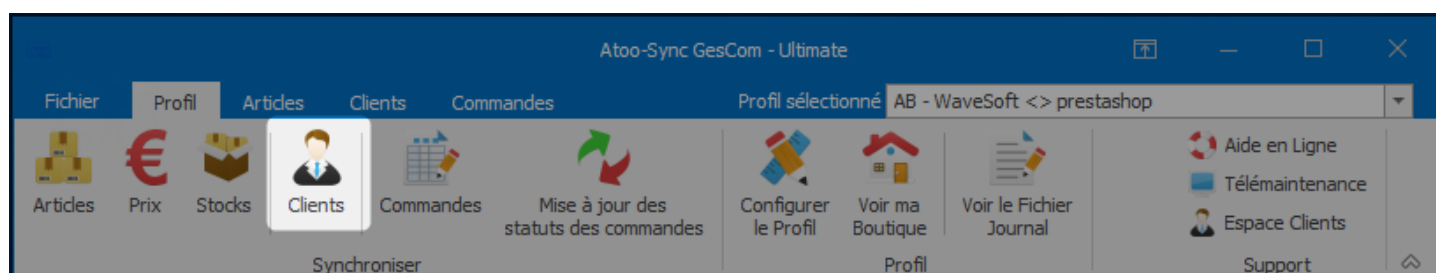 Atoo-Sync GesCom - Ultimate
Fichier Profil Articles Clients Commandes Profil sélectionné AB - WaveSoft <> prestashop
Articles Prix Stocks Clients Commandes Mise à jour des statuts des commandes Configurer le Profil Voir ma Boutique Voir le Fichier Journal
Aide en Ligne
Télémaintenance
Espace Clients
Synchroniser Profil Support